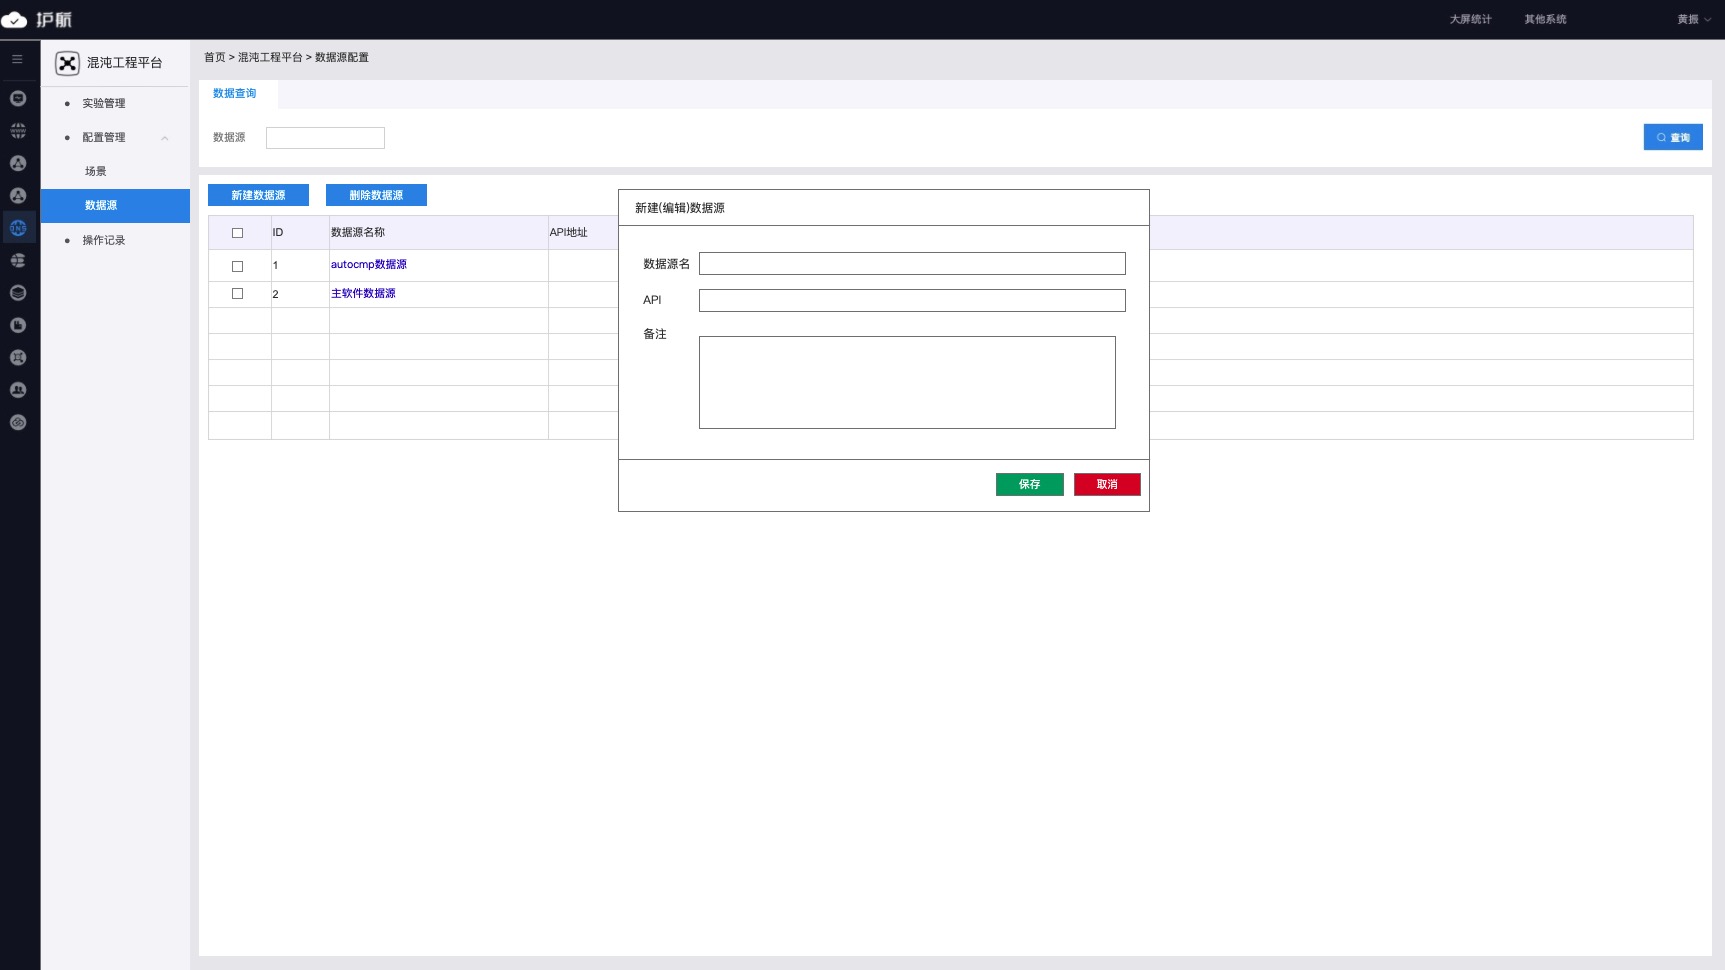 护航
大屏统计
其他系统
黄振
混沌工程平台
首页 > 混沌工程平台 > 数据源配置
实验管理
配置管理
场景
数据源
操作记录
数据查询
数据源
查询
新建数据源
删除数据源
ID
数据源名称
API地址
1
autocmp数据源
2
主软件数据源
新建(编辑)数据源
数据源名
API
备注
保存
取消
WWW
DNS